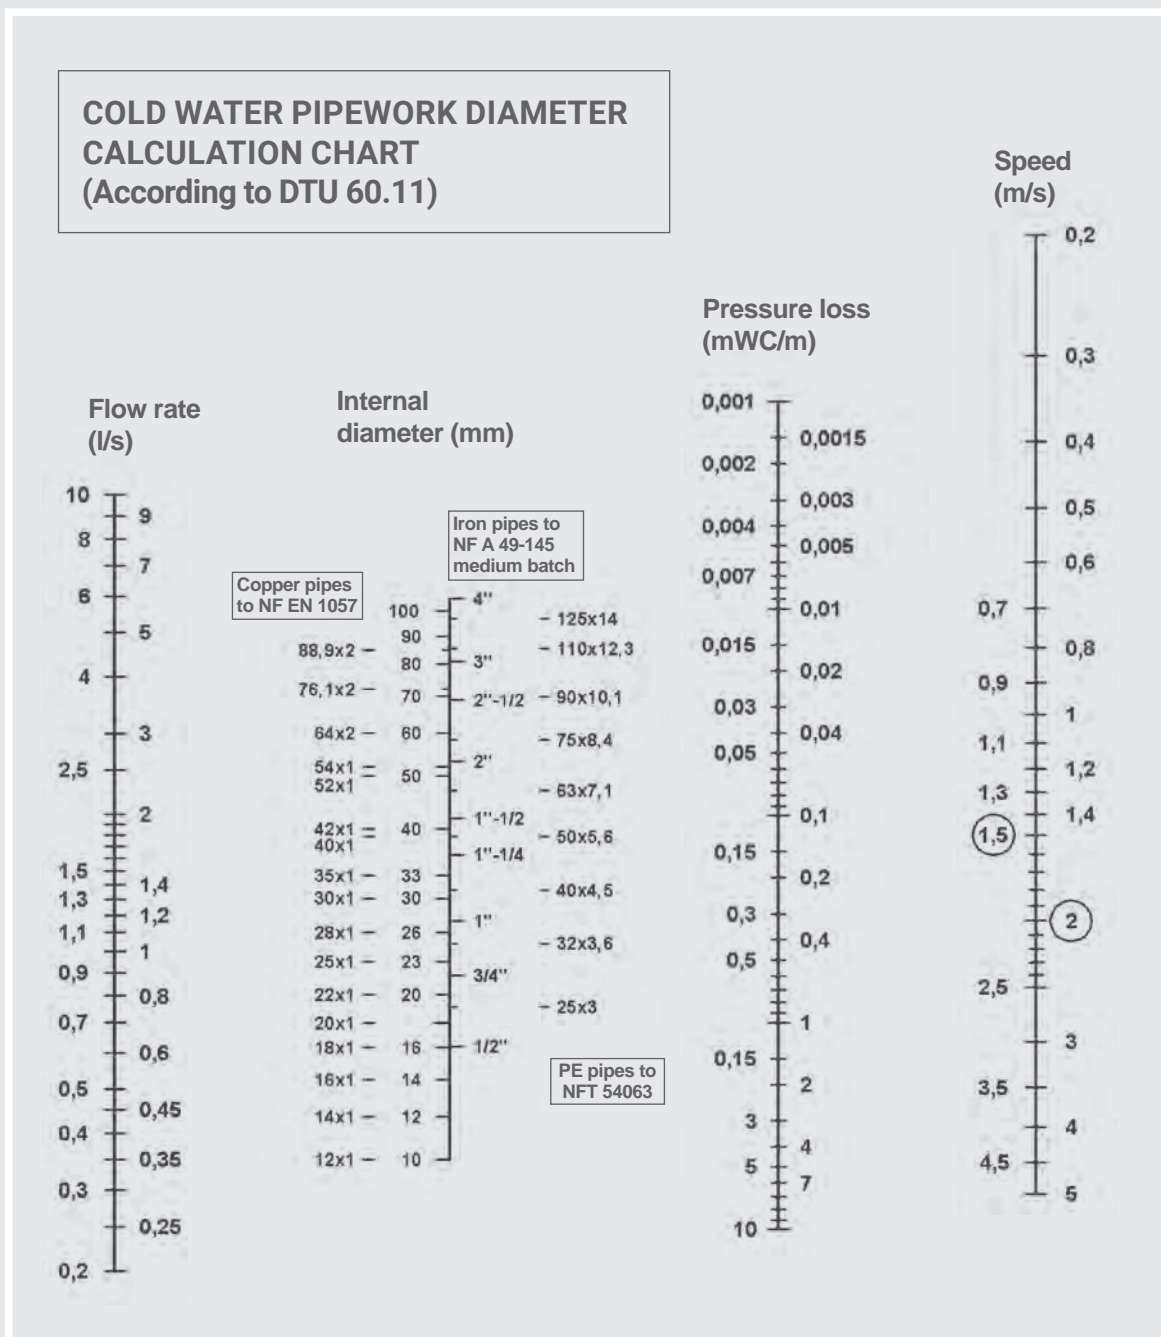 COLD WATER PIPEWORK DIAMETER
CALCULATION CHART
(According to DTU 60.11)
Flow rate
(l/s)
10
9
8
7
6
5
4
3
2,5
2
1,5
1,4
1,3
1,2
1,1
1
0,9
0,8
0,7
0,6
0,5
0,45
0,4
0,35
0,3
0,25
0,2
Internal
diameter (mm)
Copper pipes
to NF EN 1057
88,9x2
76,1x2
64x2
54x1
52x1
42x1
40x1
35x1
30x1
28x1
25x1
22x1
20x1
18x1
16x1
14x1
12x1
100
90
80
70
60
50
40
33
30
26
23
20
16
14
12
10
Iron pipes to
NF A 49-145
medium batch
4"
3"
2"-1/2
2"
1"-1/2
1"-1/4
1"
3/4"
1/2"
125x14
110x12,3
90x10,1
75x8,4
63x7,1
50x5,6
40x4,5
32x3,6
25x3
PE pipes to
NFT 54063
Pressure loss
(mWC/m)
0,001
0,0015
0,002
0,003
0,004
0,005
0,007
0,01
0,015
0,02
0,03
0,04
0,05
0,1
0,15
0,2
0,3
0,4
0,5
1
0,15
2
3
4
5
7
10
Speed
(m/s)
0,2
0,3
0,4
0,5
0,6
0,7
0,8
0,9
1
1,1
1,2
1,3
1,4
1,5
2
2,5
3
3,5
4
4,5
5